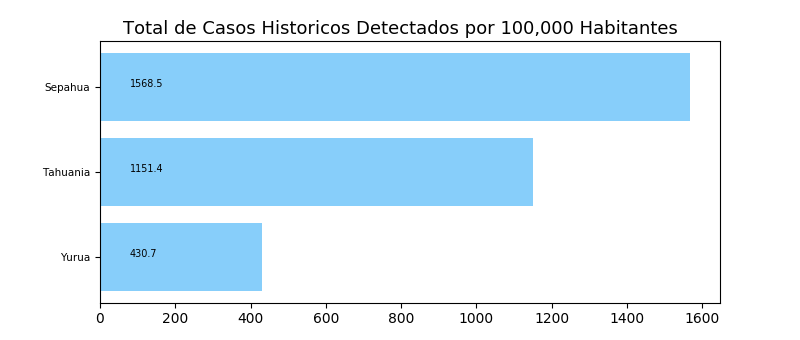 Total de Casos Historicos Detectados por 100,000 Habitantes
Sepahua
1568.5
Tahuania
1151.4
Yurua
430.7
0 200 400 600 800 1000 1200 1400 1600